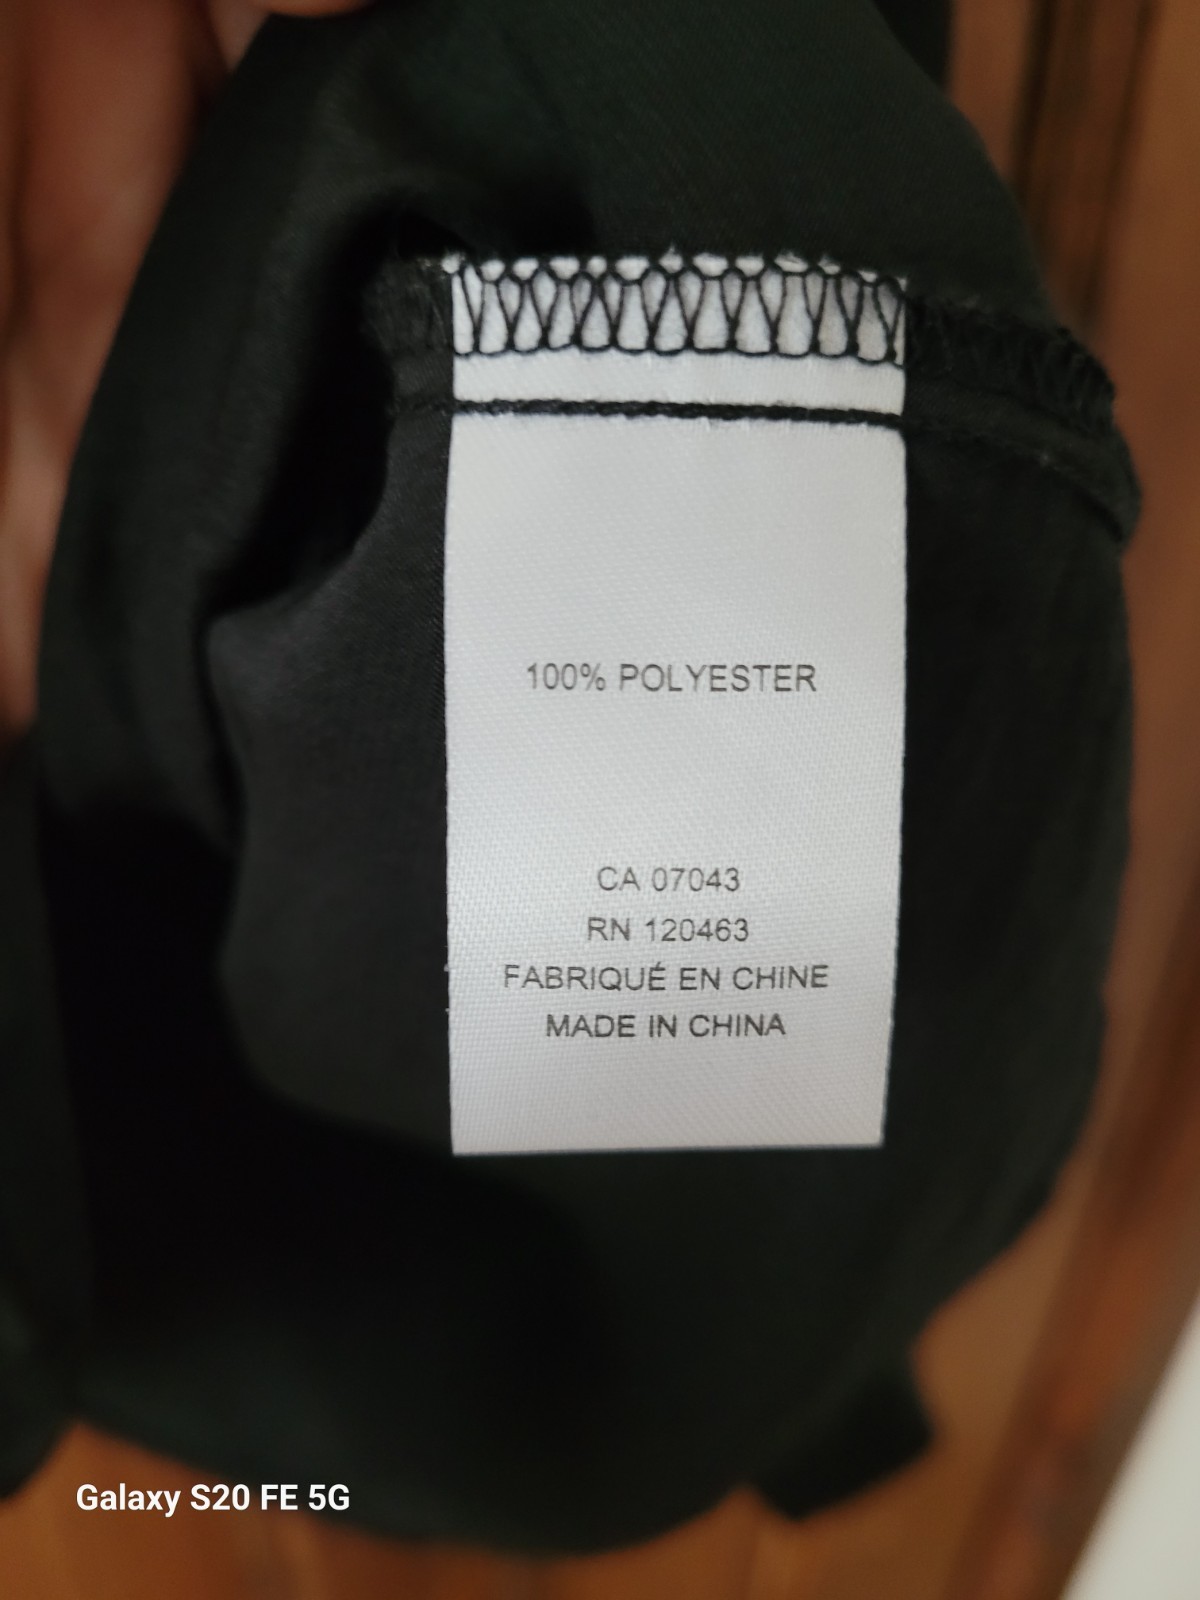 100% POLYESTER
CA 07043
RN 120463
FABRIQUÉ EN CHINE
MADE IN CHINA
Galaxy S20 FE 5G